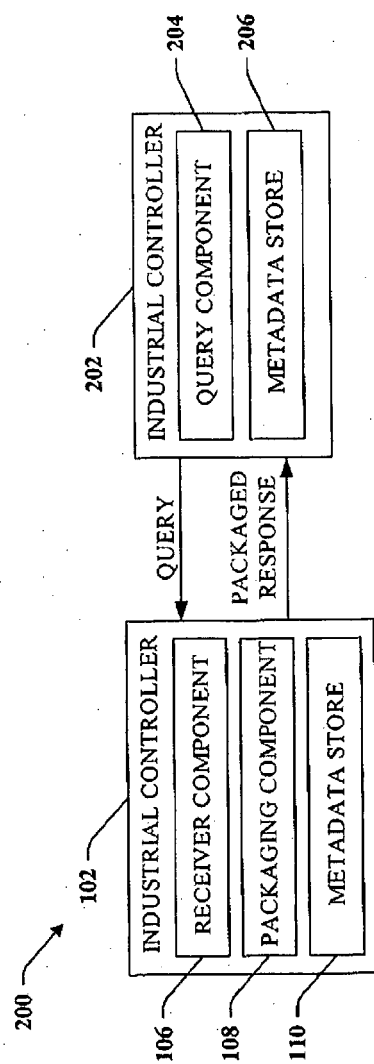 200
102
INDUSTRIAL CONTROLLER
106
RECEIVER COMPONENT
108
PACKAGING COMPONENT
110
METADATA STORE
QUERY
PACKAGED
RESPONSE
202
INDUSTRIAL CONTROLLER
204
QUERY COMPONENT
206
METADATA STORE